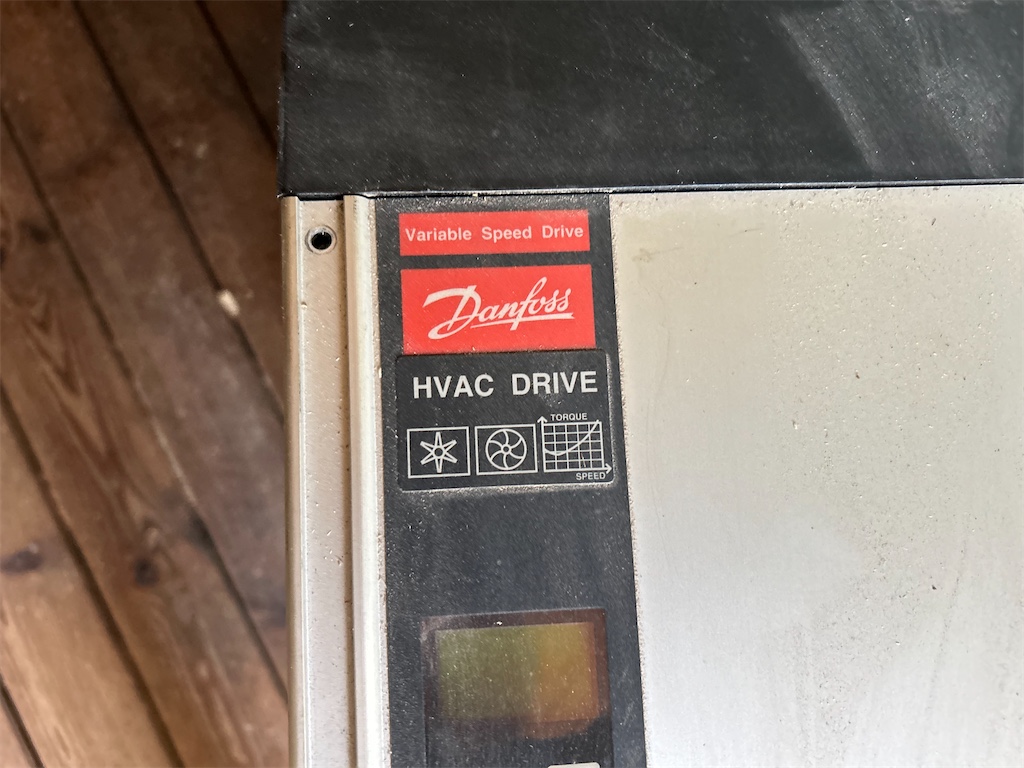 Variable Speed Drive
Danfoss
HVAC DRIVE
TORQUE
SPEED